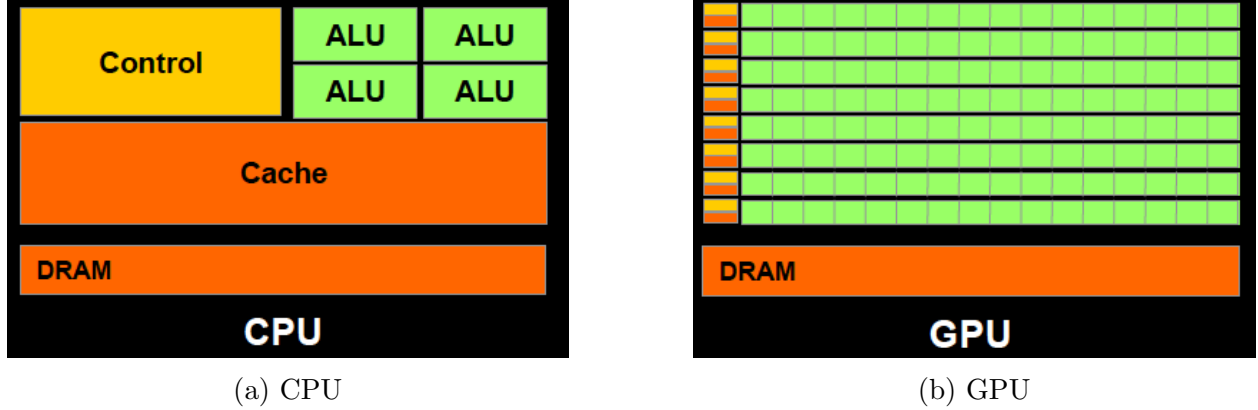 Control
ALU ALU
ALU ALU
Cache
DRAM
CPU
(a) CPU
DRAM
GPU
(b) GPU